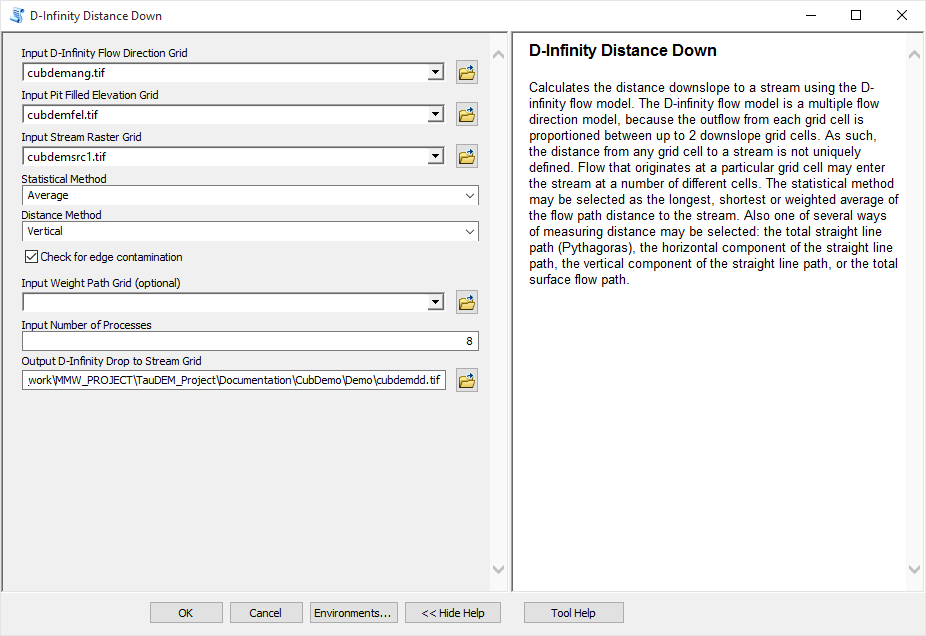 D-Infinity Distance Down
Input D-Infinity Flow Direction Grid
cubdemang.tif
Input Pit Filled Elevation Grid
cubdemfel.tif
Input Stream Raster Grid
cubdemsrc1.tif
Statistical Method
Average
Distance Method
Vertical
Check for edge contamination
Input Weight Path Grid (optional)
Input Number of Processes
8
Output D-Infinity Drop to Stream Grid
_work\MMW_PROJECT\TauDEM_Project\Documentation\CubDemo\Demo\cubdemdd.tif
D-Infinity Distance Down
Calculates the distance downslope to a stream using the D-
infinity flow model. The D-infinity flow model is a multiple flow
direction model, because the outflow from each grid cell is
proportioned between up to 2 downslope grid cells. As such,
the distance from any grid cell to a stream is not uniquely
defined. Flow that originates at a particular grid cell may enter
the stream at a number of different cells. The statistical method
may be selected as the longest, shortest or weighted average of
the flow path distance to the stream. Also one of several ways
of measuring distance may be selected: the total straight line
path (Pythagoras), the horizontal component of the straight line
path, the vertical component of the straight line path, or the total
surface flow path.
OK
Cancel
Environments...
<< Hide Help
Tool Help